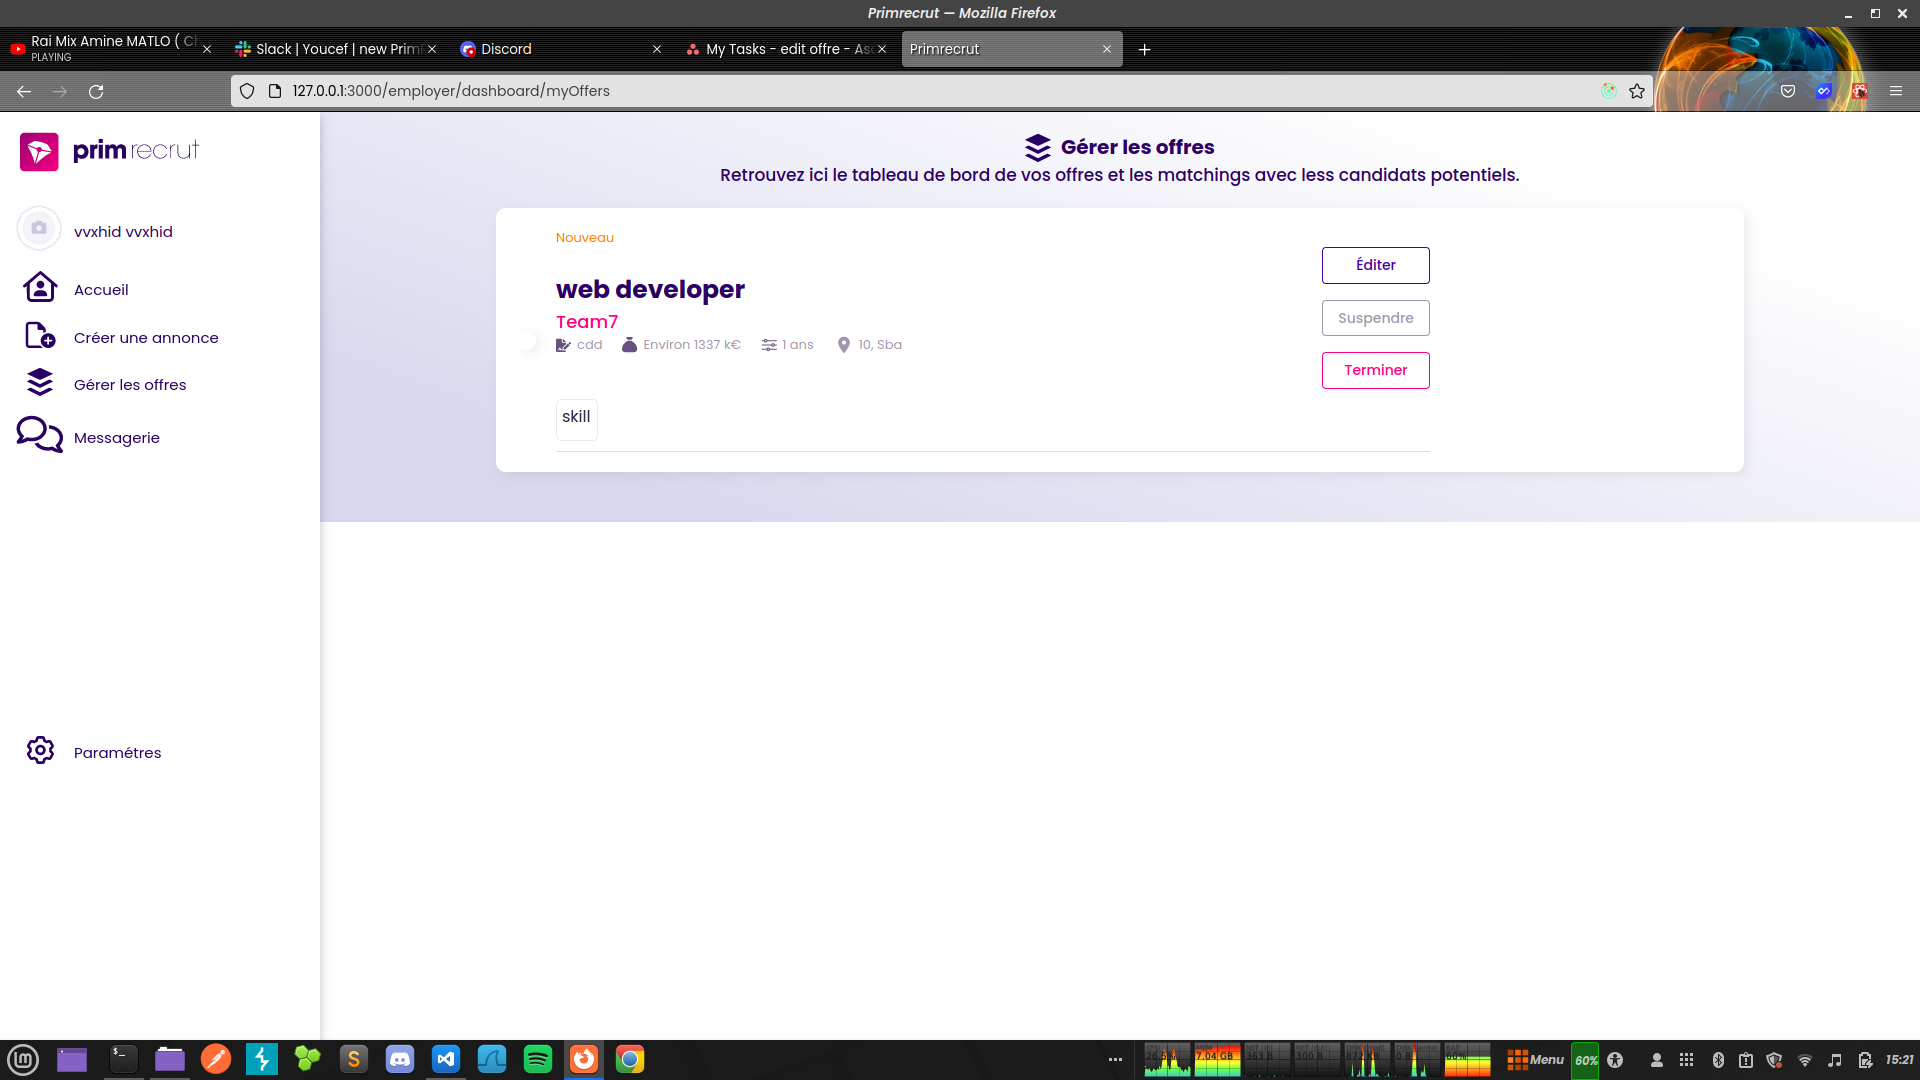 Primrecrut — Mozilla Firefox
Rai Mix Amine MATLO ( Ch
PLAYING
Slack | Youcef | new Prim
Discord
My Tasks - edit offre - Asa
Primrecrut
127.0.0.1:3000/employer/dashboard/myOffers
prim recrut
vvxhid vvxhid
Accueil
Créer une annonce
Gérer les offres
Messagerie
Paramétres
Gérer les offres
Retrouvez ici le tableau de bord de vos offres et les matchings avec less candidats potentiels.
Nouveau
web developer
Team7
cdd
Environ 1337 k€
1 ans
10, Sba
skill
Éditer
Suspendre
Terminer
7.04 GB
Menu
60%
15:21